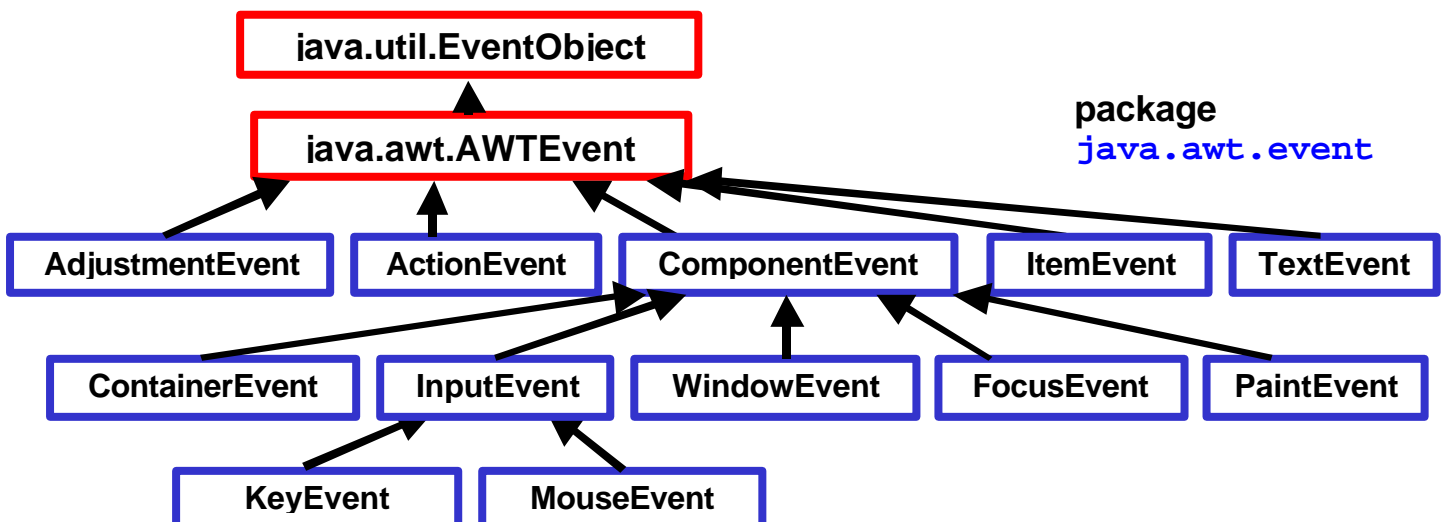 java.util.EventObject
package
java.awt.event
java.awt.AWTEvent
AdjustmentEvent
ActionEvent
ComponentEvent
ItemEvent
TextEvent
ContainerEvent
InputEvent
WindowEvent
FocusEvent
PaintEvent
KeyEvent
MouseEvent